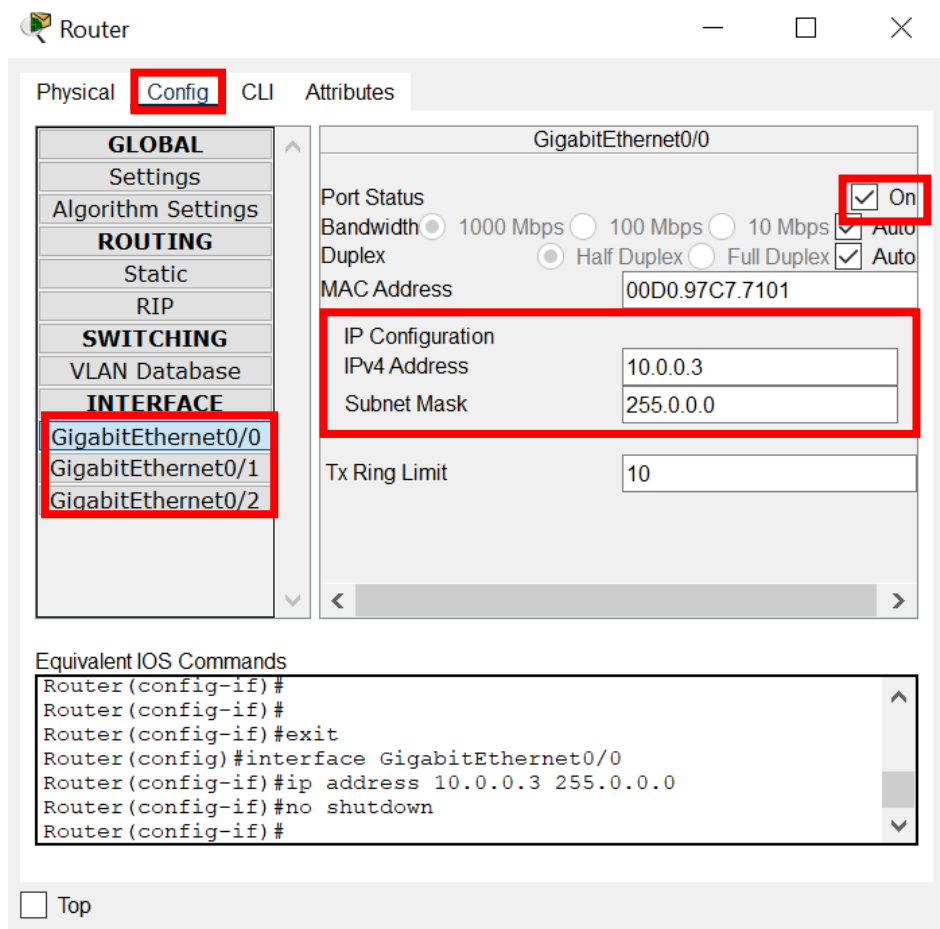 Router
Physical Config CLI Attributes
GLOBAL
Settings
Algorithm Settings
ROUTING
Static
RIP
SWITCHING
VLAN Database
INTERFACE
GigabitEthernet0/0
GigabitEthernet0/1
GigabitEthernet0/2
GigabitEthernet0/0
Port Status On
Bandwidth 1000 Mbps 100 Mbps 10 Mbps Auto
Duplex Half Duplex Full Duplex Auto
MAC Address 00D0.97C7.7101
IP Configuration
IPv4 Address 10.0.0.3
Subnet Mask 255.0.0.0
Tx Ring Limit 10
Equivalent IOS Commands
Router(config-if)#
Router(config-if)#
Router(config-if)#exit
Router(config)#interface GigabitEthernet0/0
Router(config-if)#ip address 10.0.0.3 255.0.0.0
Router(config-if)#no shutdown
Router(config-if)#
Top